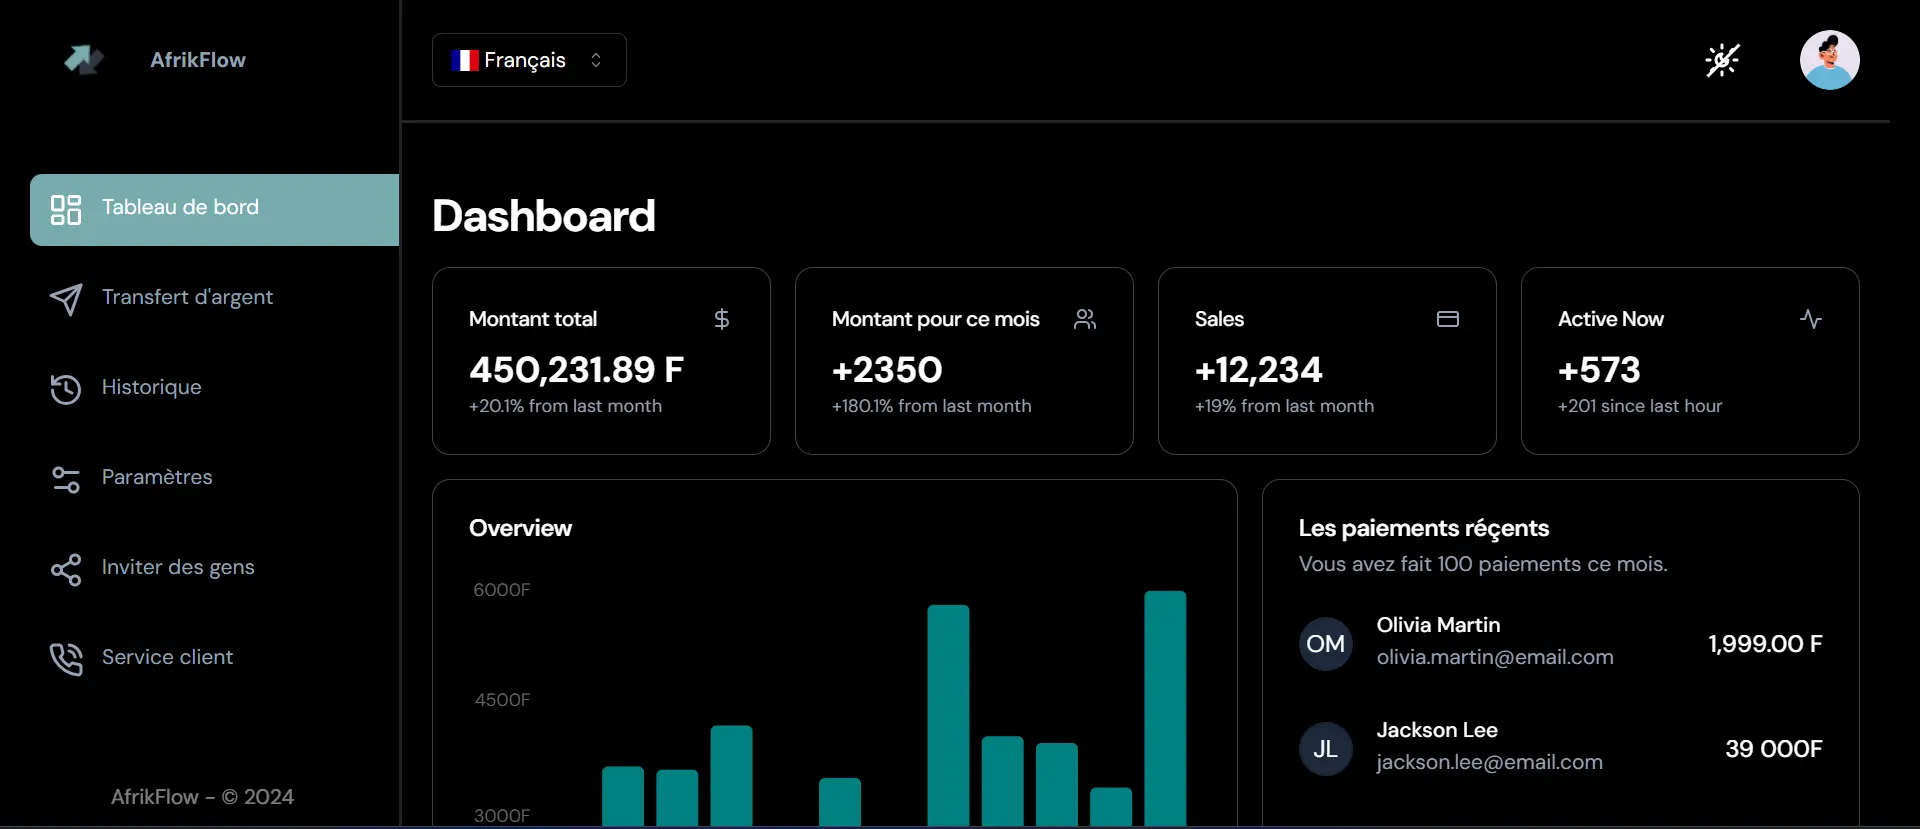 AfrikFlow
Français
Tableau de bord
Transfert d'argent
Historique
Paramètres
Inviter des gens
Service client
AfrikFlow - © 2024
Dashboard
Montant total
450,231.89 F
+20.1% from last month
Montant pour ce mois
+2350
+180.1% from last month
Sales
+12,234
+19% from last month
Active Now
+573
+201 since last hour
Overview
6000F
4500F
3000F
Les paiements réçents
Vous avez fait 100 paiements ce mois.
OM
Olivia Martin
olivia.martin@email.com
1,999.00 F
JL
Jackson Lee
jackson.lee@email.com
39 000F